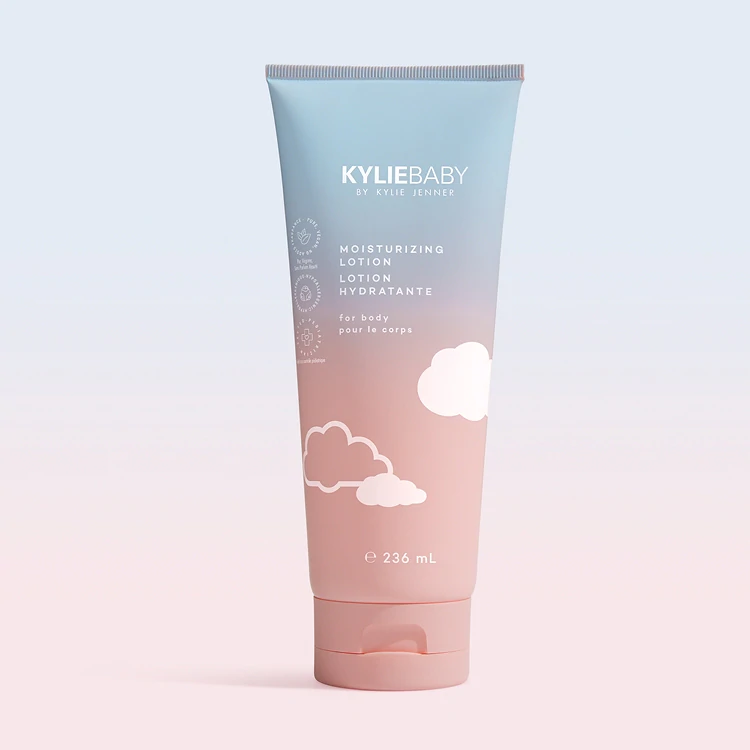 KYLIEBABY
BY KYLIE JENNER
MOISTURIZING
LOTION
LOTION
HYDRATANTE
for body
pour le corps
℮ 236 mL